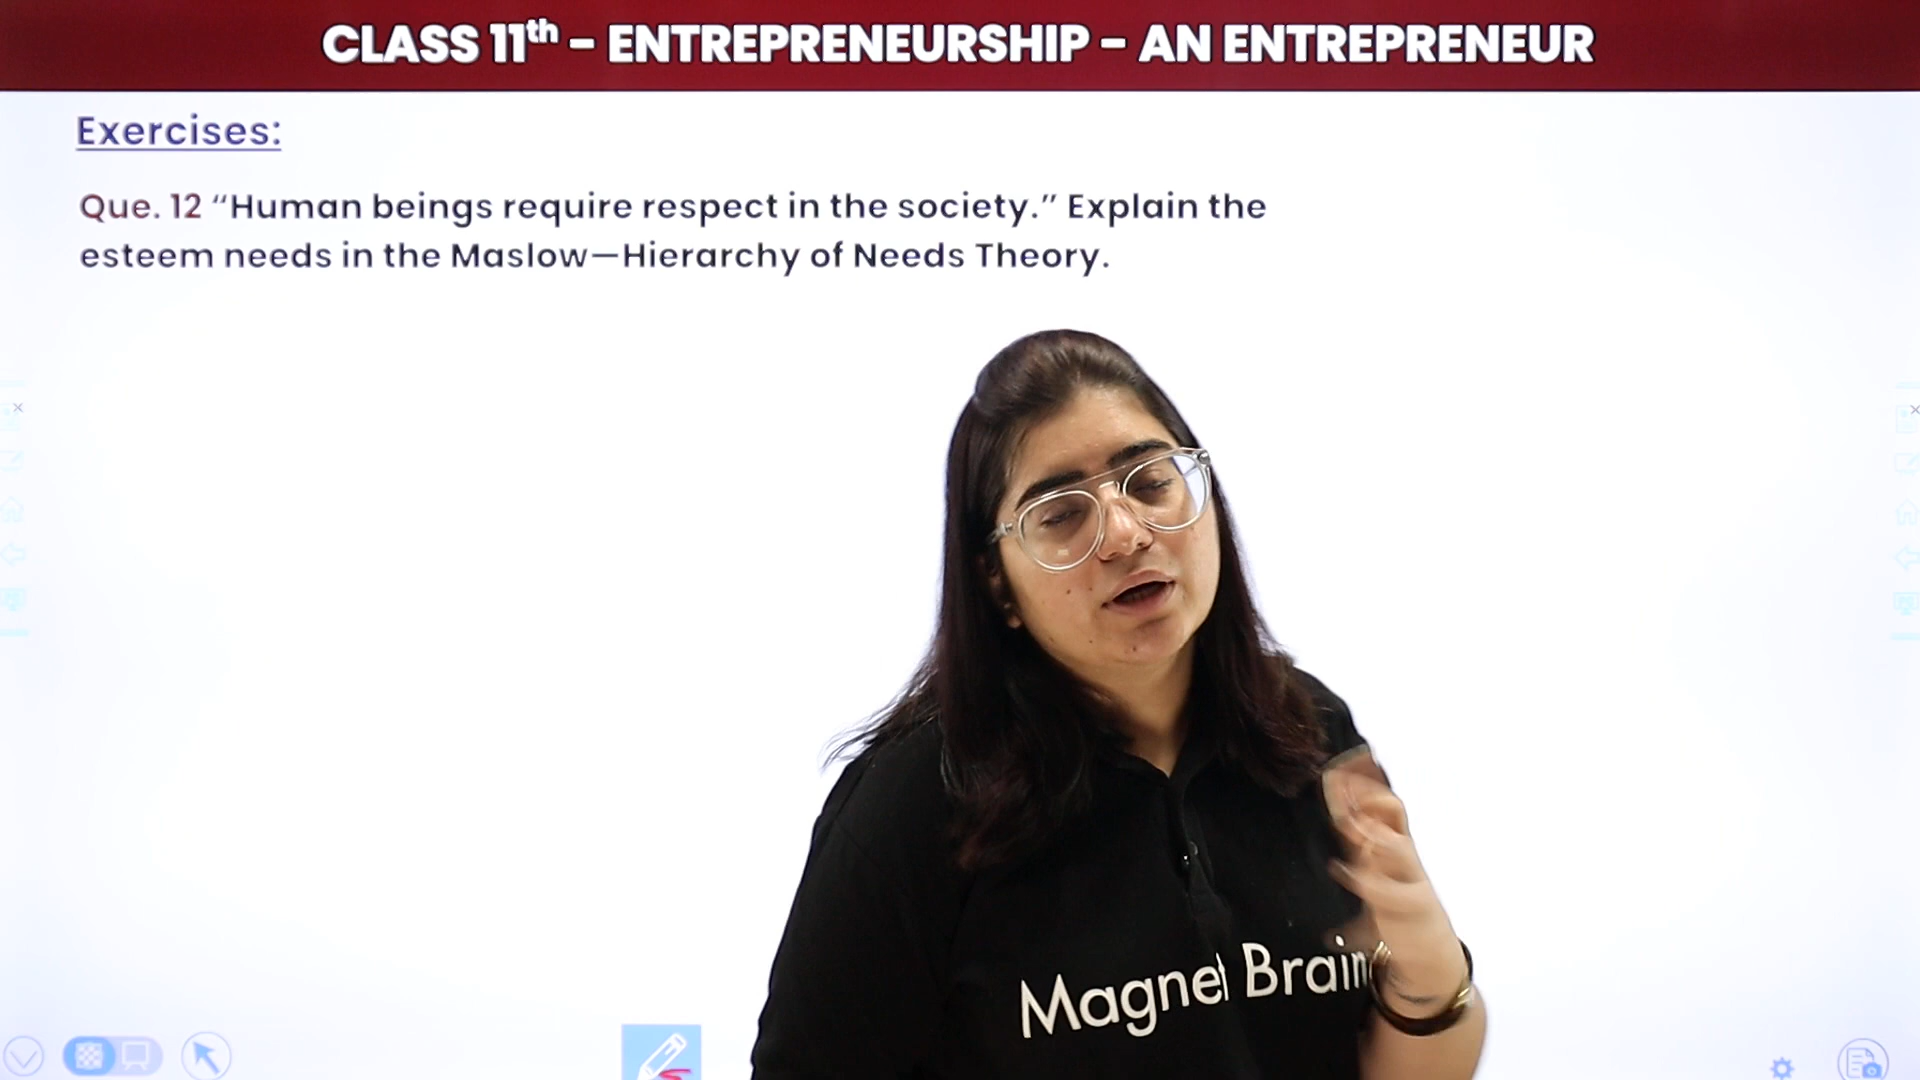 CLASS 11th – ENTREPRENEURSHIP – AN ENTREPRENEUR
Exercises:
Que. 12 “Human beings require respect in the society.” Explain the
esteem needs in the Maslow—Hierarchy of Needs Theory.
Magnet Brain